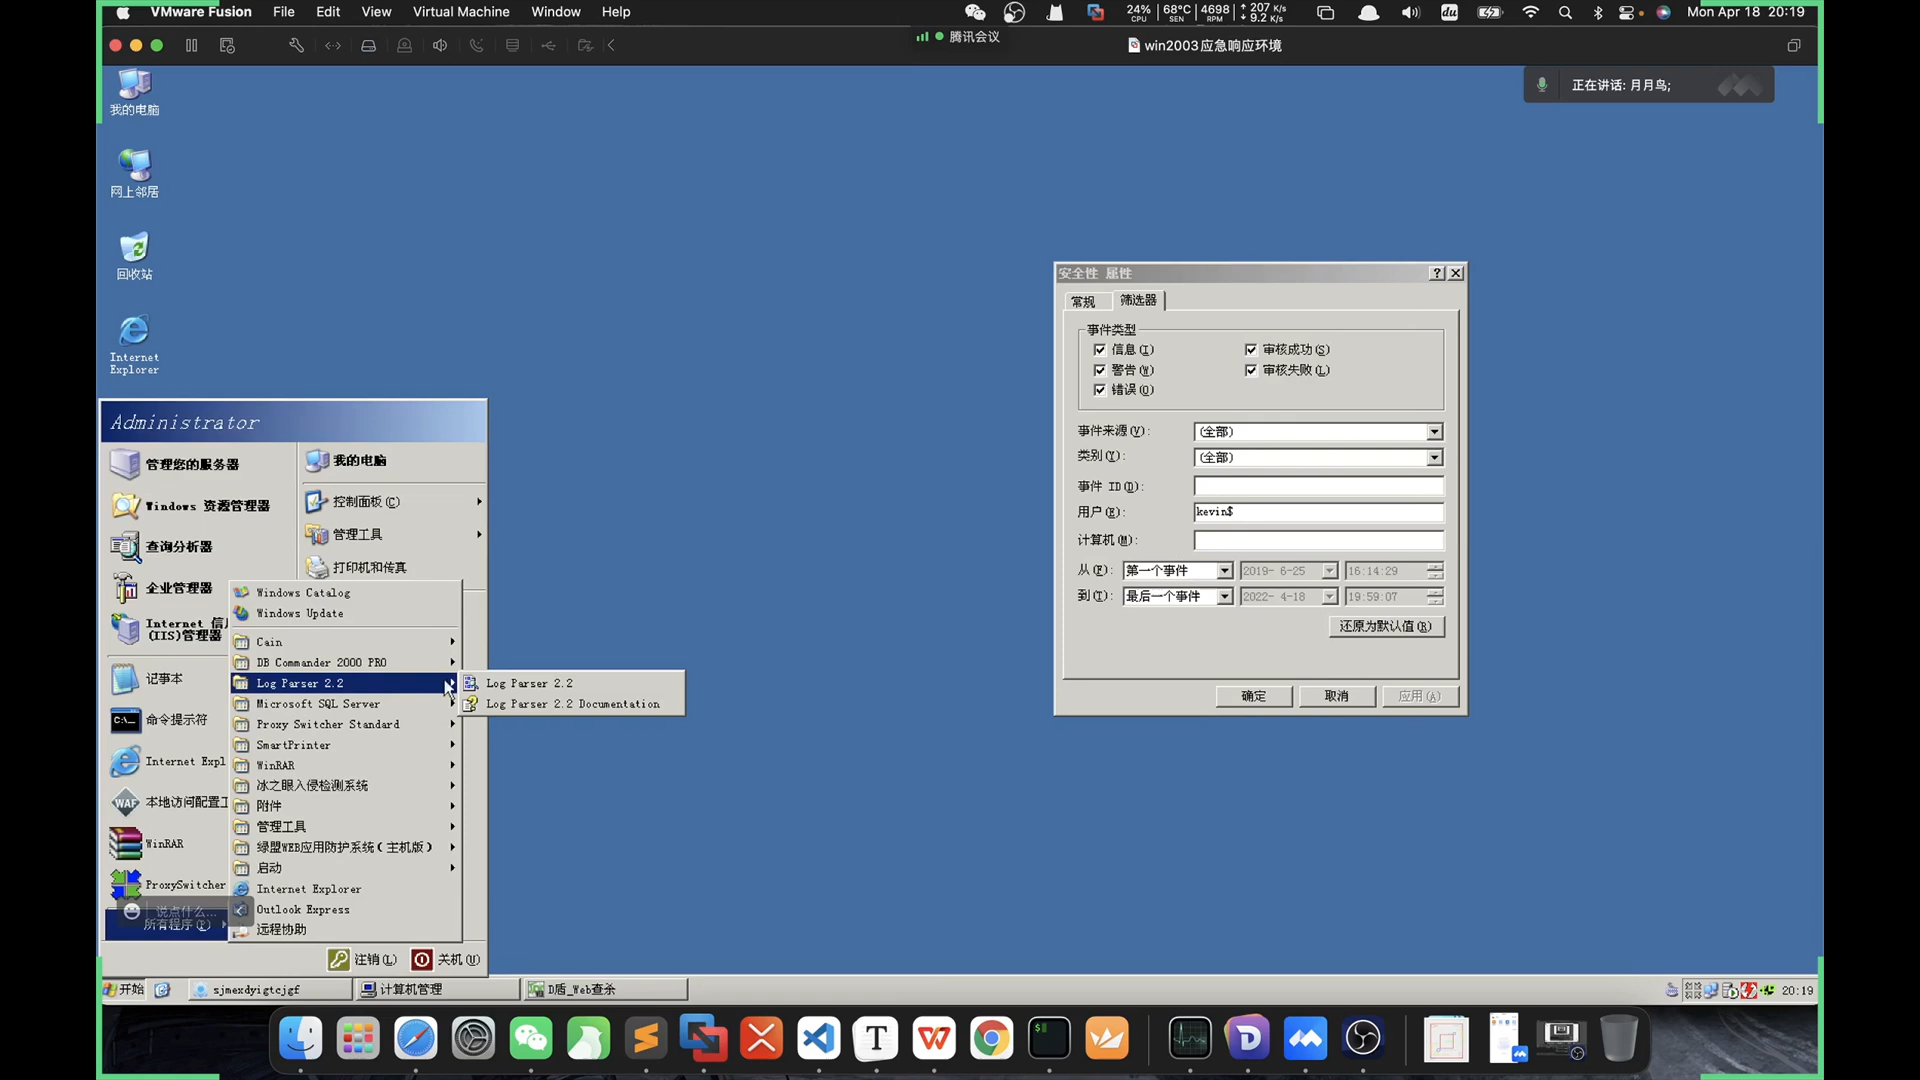 VMware Fusion File Edit View Virtual Machine Window Help
24% CPU 68°C SEN 4698 RPM ↑ 207 K/s ↓ 9.2 K/s du Mon Apr 18 20:19
腾讯会议
win2003应急响应环境
正在讲话: 月月鸟;
我的电脑
网上邻居
回收站
Internet Explorer
Administrator
管理您的服务器
Windows 资源管理器
查询分析器
企业管理器
Internet 信
(IIS)管理器
记事本
命令提示符
Internet Expl
WAF 本地访问配置工
WinRAR
ProxySwitcher
说点什么...
所有程序(P)
我的电脑
控制面板(C)
管理工具
打印机和传真
Windows Catalog
Windows Update
Cain
DB Commander 2000 PRO
Log Parser 2.2
Microsoft SQL Server
Proxy Switcher Standard
SmartPrinter
WinRAR
冰之眼入侵检测系统
附件
管理工具
绿盟WEB应用防护系统(主机版)
启动
Internet Explorer
Outlook Express
远程协助
Log Parser 2.2
Log Parser 2.2 Documentation
注销(L) 关机(U)
安全性 属性
常规 筛选器
事件类型
信息(I) 审核成功(S)
警告(W) 审核失败(L)
错误(O)
事件来源(V): (全部)
类别(Y): (全部)
事件 ID(D):
用户(E): kevin$
计算机(M):
从(F): 第一个事件 2019- 6-25 16:14:29
到(T): 最后一个事件 2022- 4-18 19:59:07
还原为默认值(R)
确定 取消 应用(A)
开始 sjmexdyigtcjgf 计算机管理 D盾_Web查杀 20:19